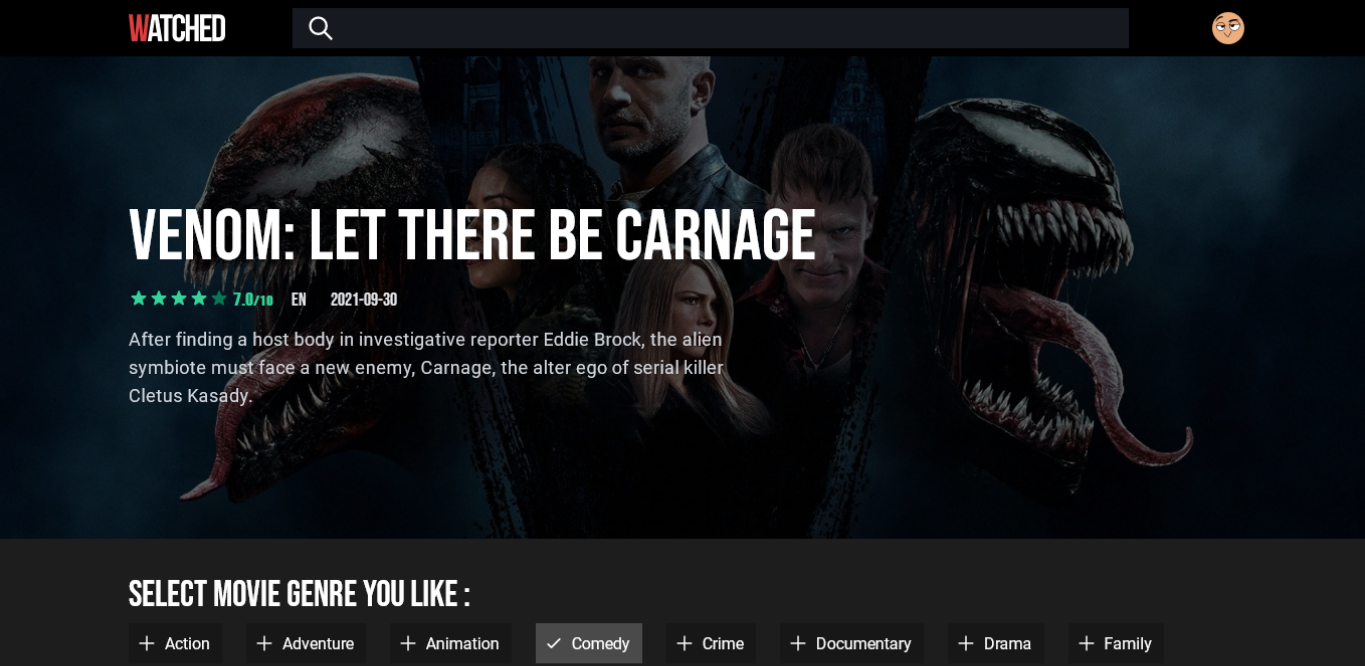 WATCHED
VENOM: LET THERE BE CARNAGE
7.0/10 EN 2021-09-30
After finding a host body in investigative reporter Eddie Brock, the alien
symbiote must face a new enemy, Carnage, the alter ego of serial killer
Cletus Kasady.
SELECT MOVIE GENRE YOU LIKE :
Action Adventure Animation Comedy Crime Documentary Drama Family